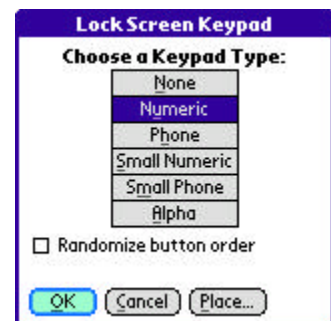 Lock Screen Keypad
Choose a Keypad Type:
None
Numeric
Phone
Small Numeric
Small Phone
Alpha
Randomize button order
OK Cancel Place...